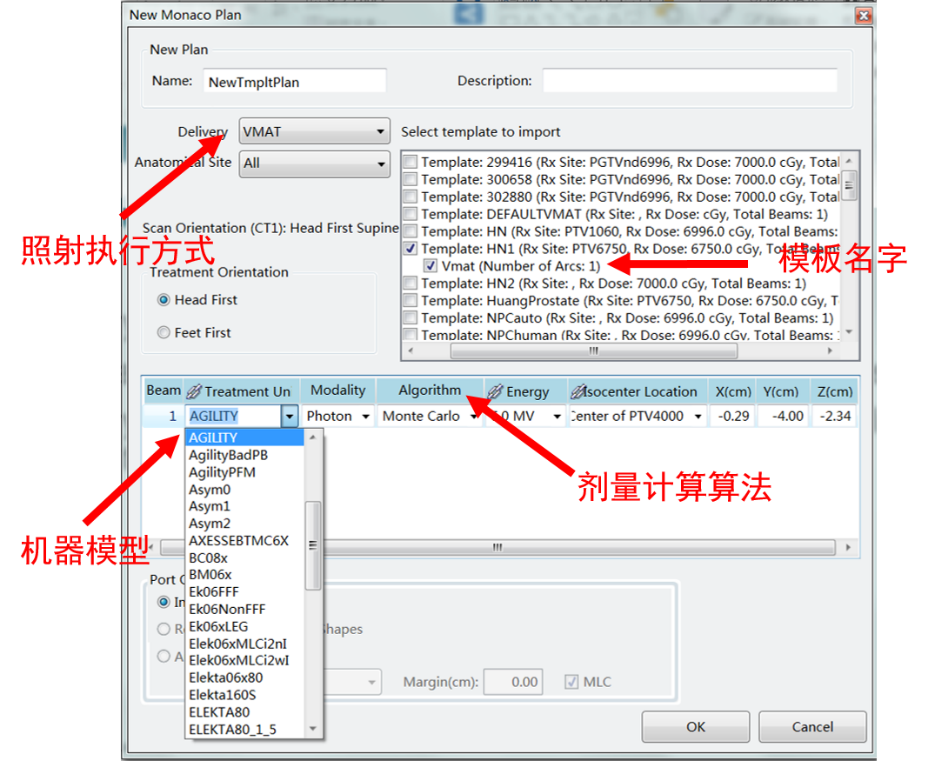 New Monaco Plan
New Plan
Name: NewTmpltPlan Description:
Delivery VMAT Select template to import
Anatomical Site All
Template: 299416 (Rx Site: PGTVnd6996, Rx Dose: 7000.0 cGy, Total
Template: 300658 (Rx Site: PGTVnd6996, Rx Dose: 7000.0 cGy, Total
Template: 302880 (Rx Site: PGTVnd6996, Rx Dose: 7000.0 cGy, Total
Template: DEFAULTVMAT (Rx Site: , Rx Dose: cGy, Total Beams: 1)
Template: HN (Rx Site: PTV1060, Rx Dose: 6996.0 cGy, Total Beams:
Template: HN1 (Rx Site: PTV6750, Rx Dose: 6750.0 cGy, Total Beams:
Vmat (Number of Arcs: 1)
Template: HN2 (Rx Site: , Rx Dose: 7000.0 cGy, Total Beams: 1)
Template: HuangProstate (Rx Site: PTV6750, Rx Dose: 6750.0 cGy, T
Template: NPCauto (Rx Site: , Rx Dose: 6996.0 cGy, Total Beams: 1)
Template: NPChuman (Rx Site: , Rx Dose: 6996.0 cGy, Total Beams:
模板名字
Scan Orientation (CT1): Head First Supine
照射执行方式
Treatment Orientation
Head First
Feet First
Beam Treatment Un Modality Algorithm Energy Isocenter Location X(cm) Y(cm) Z(cm)
1 AGILITY Photon Monte Carlo .0 MV Center of PTV4000 -0.29 -4.00 -2.34
AGILITY
AgilityBadPB
AgilityPFM
Asym0
Asym1
Asym2
AXESSEBTMC6X
BC08x
BM06x
Ek06FFF
Ek06NonFFF
Ek06xLEG
Elek06xMLCi2nI
Elek06xMLCi2wI
Elekta06x80
Elekta160S
ELEKTA80
ELEKTA80_1_5
剂量计算算法
机器模型
Port
Shapes
Margin(cm): 0.00 MLC
OK Cancel